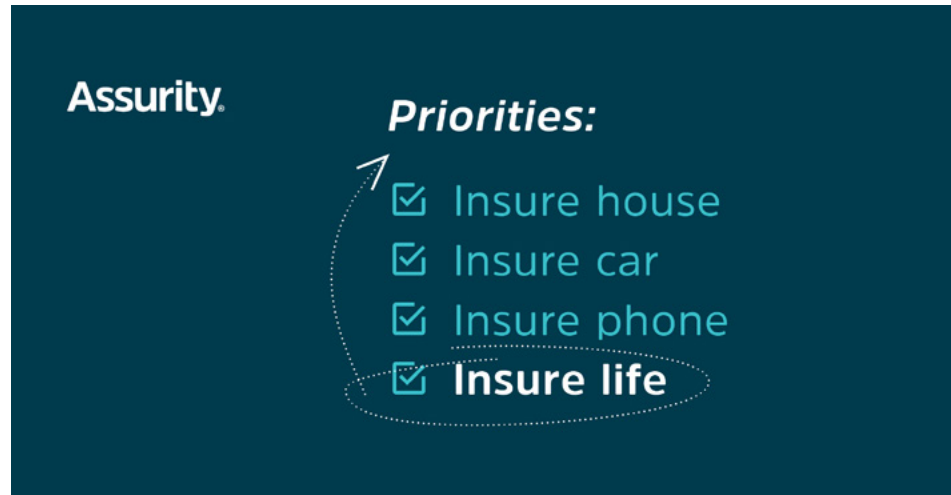 Assurity®
Priorities:
Insure house
Insure car
Insure phone
Insure life